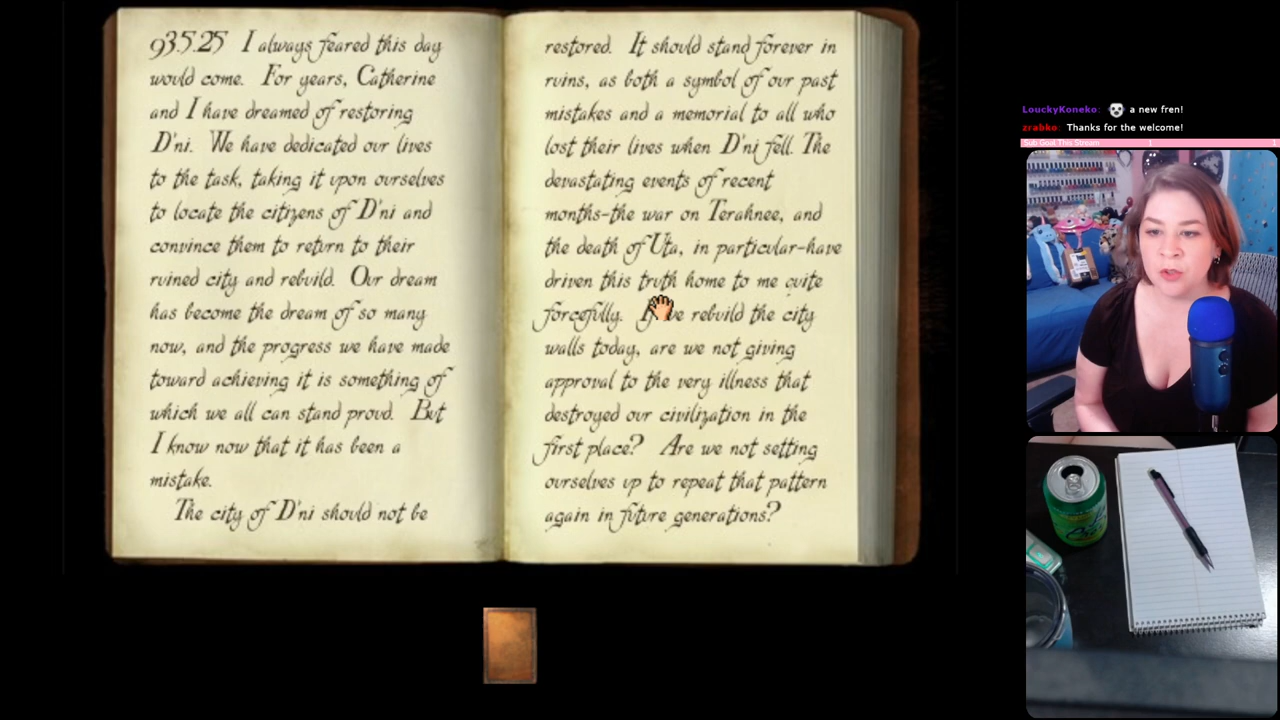 93.5.25 I always feared this day
would come. For years, Catherine
and I have dreamed of restoring
D'ni. We have dedicated our lives
to the task, taking it upon ourselves
to locate the citizens of D'ni and
convince them to return to their
ruined city and rebuild. Our dream
has become the dream of so many
now, and the progress we have made
toward achieving it is something of
which we all can stand proud. But
I know now that it has been a
mistake.
The city of D'ni should not be
restored. It should stand forever in
ruins, as both a symbol of our past
mistakes and a memorial to all who
lost their lives when D'ni fell. The
devastating events of recent
months-the war on Terahnee, and
the death of Uta, in particular-have
driven this truth home to me quite
forcefully. rebuild the city
walls today, are we not giving
approval to the very illness that
destroyed our civilization in the
first place? Are we not setting
ourselves up to repeat that pattern
again in future generations?
LouckyKoneko: a new fren!
zrabko: Thanks for the welcome!
Sub Goal This Stream 1